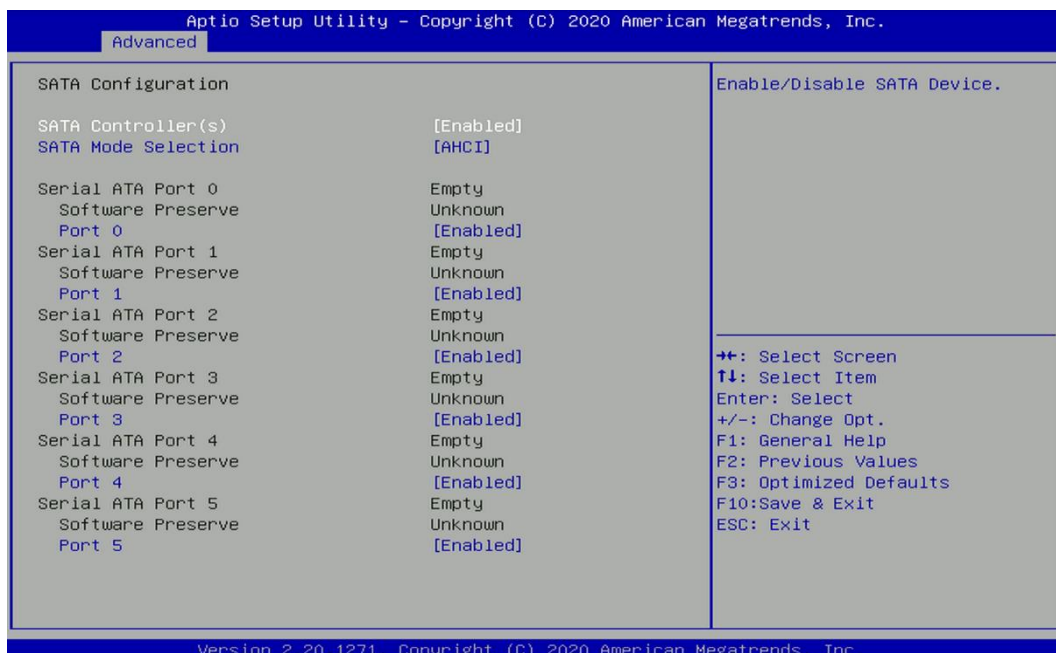 Aptio Setup Utility – Copyright (C) 2020 American Megatrends, Inc.
Advanced
SATA Configuration
SATA Controller(s) [Enabled]
SATA Mode Selection [AHCI]
Serial ATA Port 0 Empty
Software Preserve Unknown
Port 0 [Enabled]
Serial ATA Port 1 Empty
Software Preserve Unknown
Port 1 [Enabled]
Serial ATA Port 2 Empty
Software Preserve Unknown
Port 2 [Enabled]
Serial ATA Port 3 Empty
Software Preserve Unknown
Port 3 [Enabled]
Serial ATA Port 4 Empty
Software Preserve Unknown
Port 4 [Enabled]
Serial ATA Port 5 Empty
Software Preserve Unknown
Port 5 [Enabled]
Enable/Disable SATA Device.
→←: Select Screen
↑↓: Select Item
Enter: Select
+/-: Change Opt.
F1: General Help
F2: Previous Values
F3: Optimized Defaults
F10:Save & Exit
ESC: Exit
Version 2.20.1271. Copyright (C) 2020 American Megatrends, Inc.